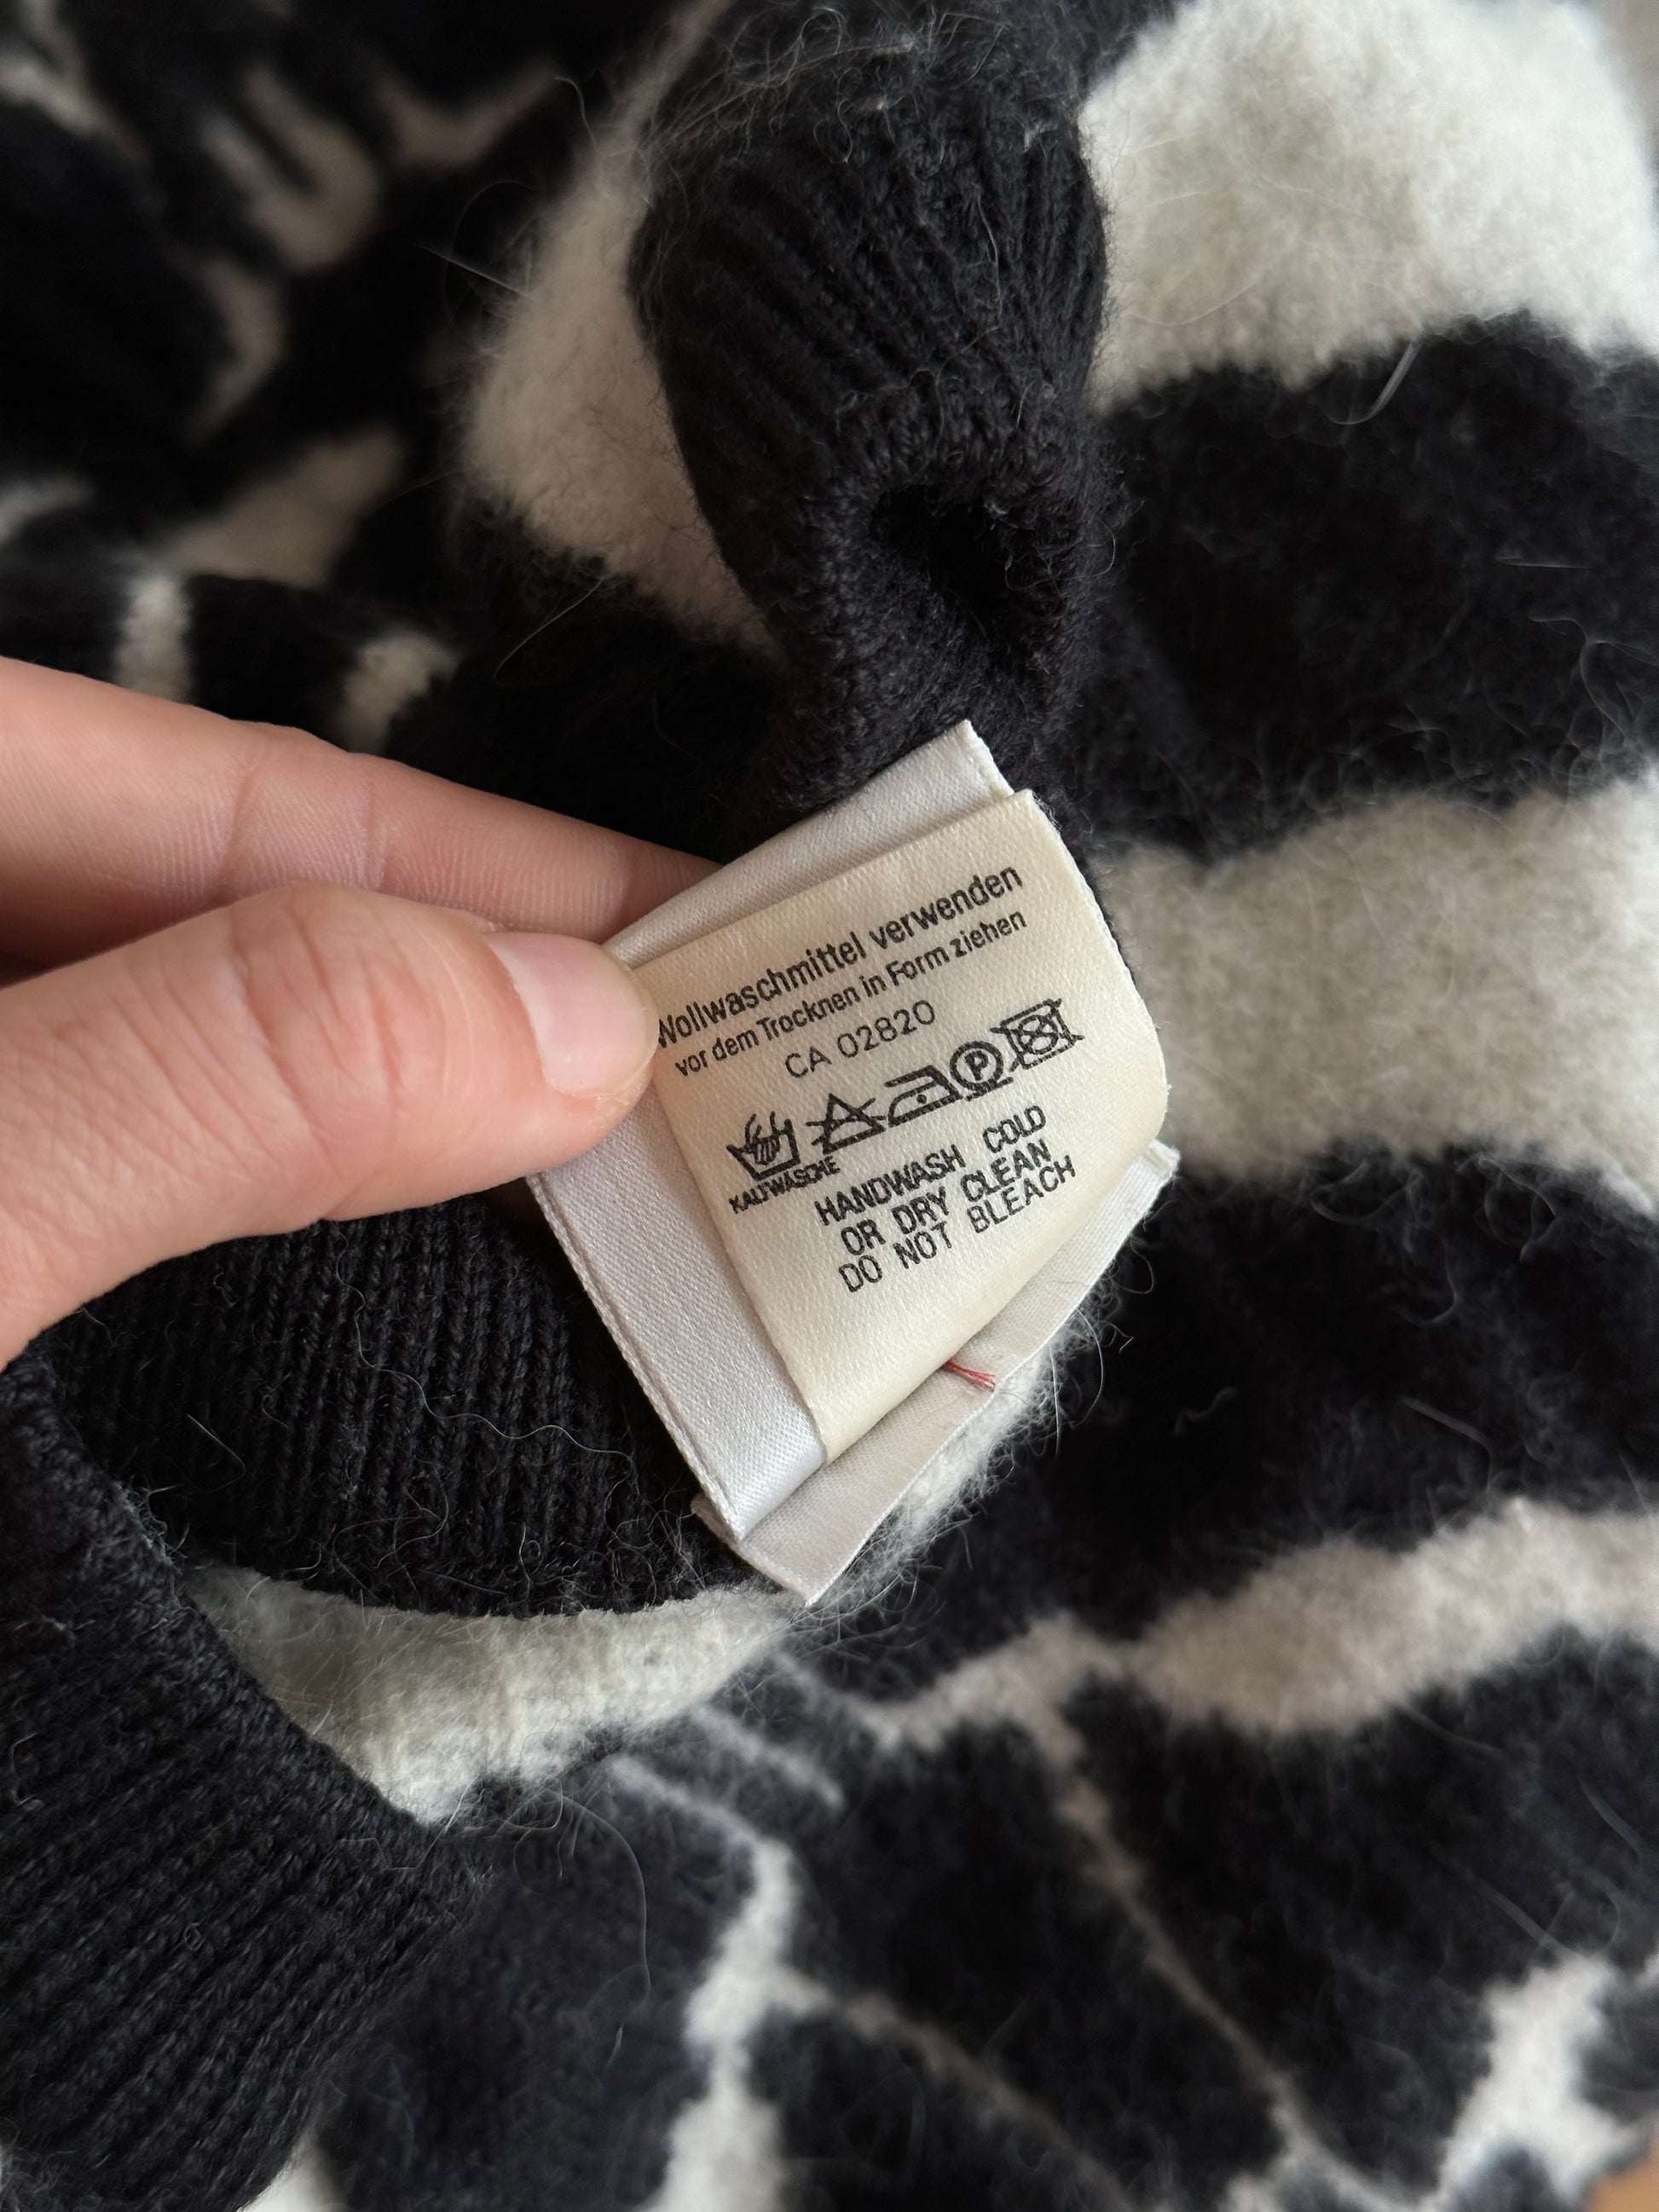 Wollwaschmittel verwenden
vor dem Trocknen in Form ziehen
CA 02820
P
KALTWÄSCHE
HANDWASH COLD
OR DRY CLEAN
DO NOT BLEACH